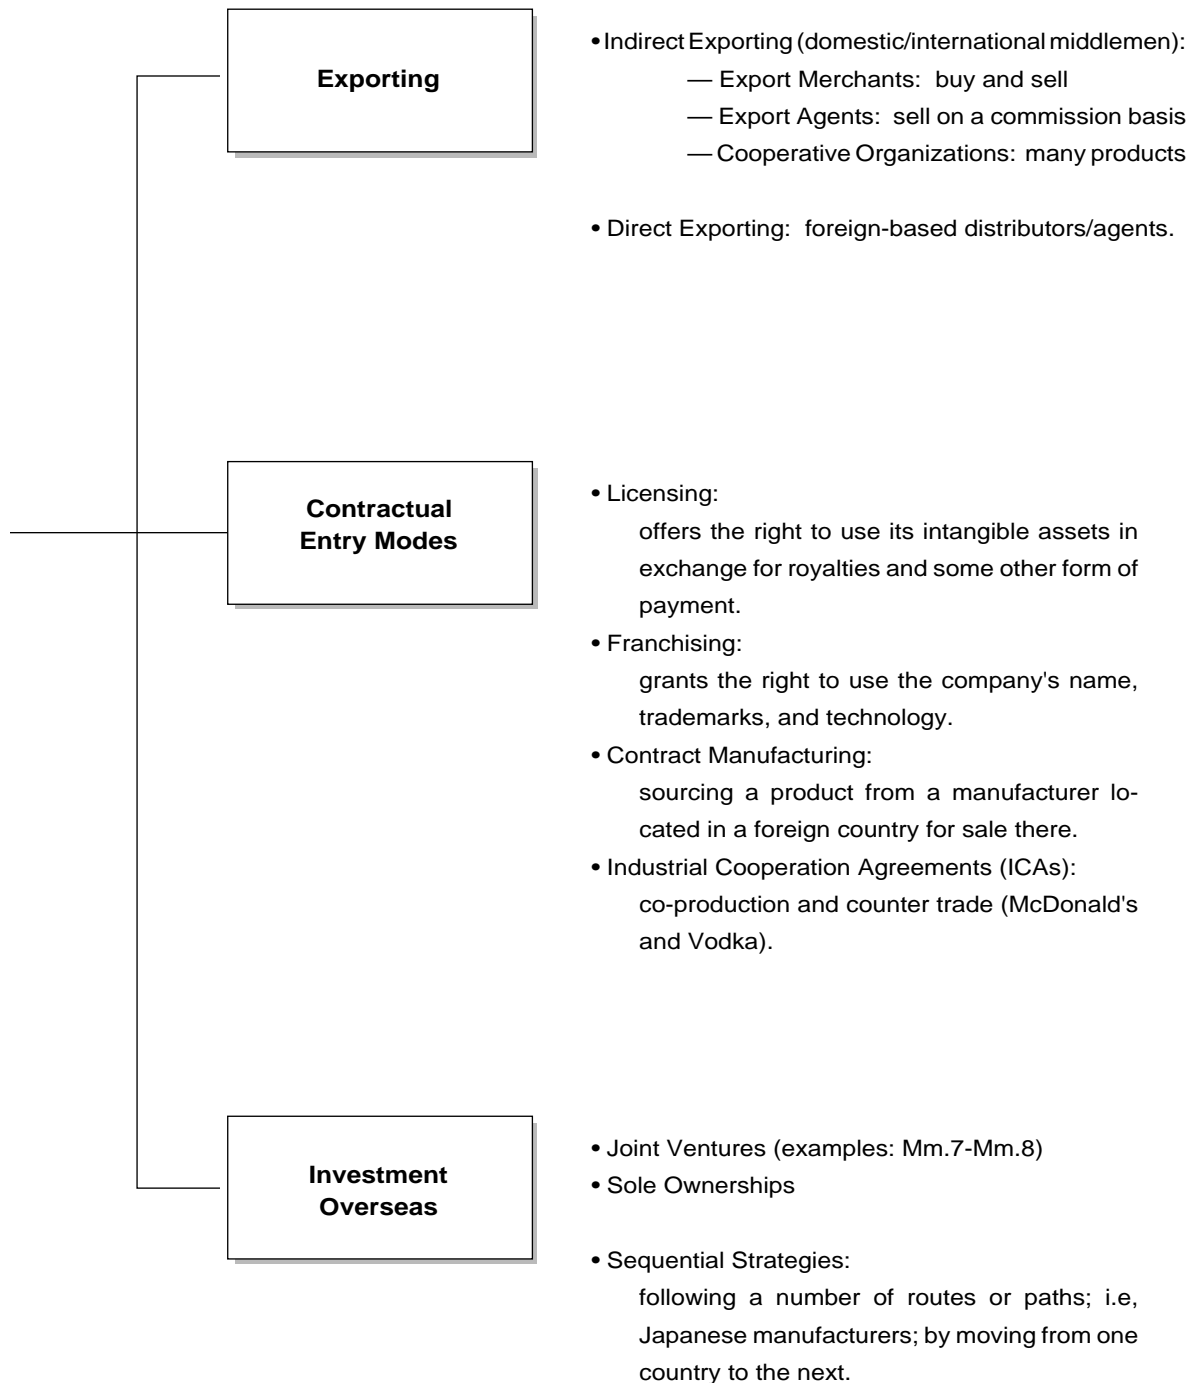 Exporting
• Indirect Exporting (domestic/international middlemen):
— Export Merchants: buy and sell
— Export Agents: sell on a commission basis
— Cooperative Organizations: many products
• Direct Exporting: foreign-based distributors/agents.
Contractual
Entry Modes
• Licensing:
offers the right to use its intangible assets in
exchange for royalties and some other form of
payment.
• Franchising:
grants the right to use the company's name,
trademarks, and technology.
• Contract Manufacturing:
sourcing a product from a manufacturer lo-
cated in a foreign country for sale there.
• Industrial Cooperation Agreements (ICAs):
co-production and counter trade (McDonald's
and Vodka).
Investment
Overseas
• Joint Ventures (examples: Mm.7-Mm.8)
• Sole Ownerships
• Sequential Strategies:
following a number of routes or paths; i.e,
Japanese manufacturers; by moving from one
country to the next.